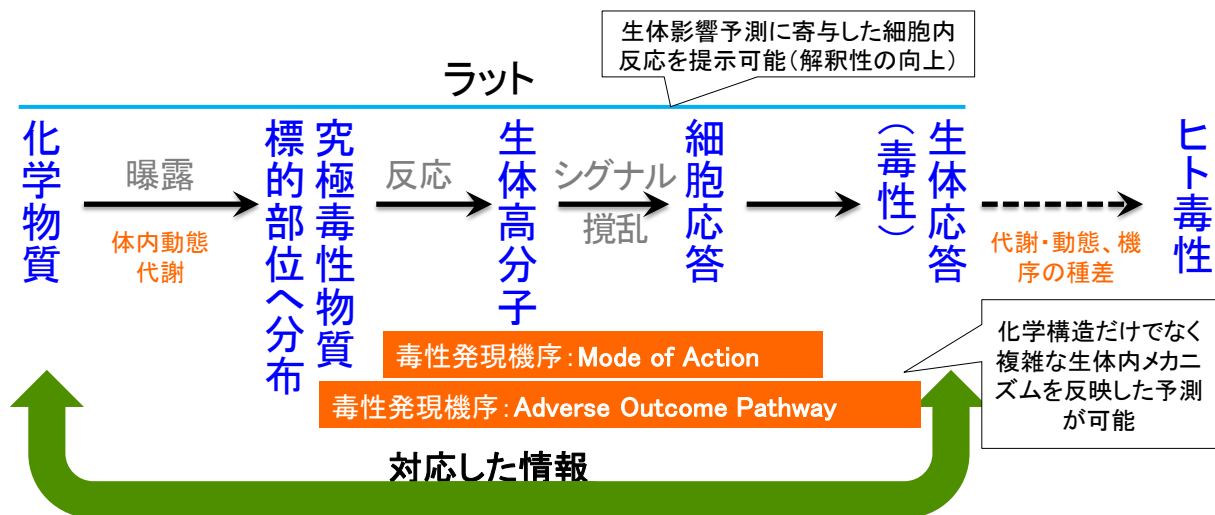 生体影響予測に寄与した細胞内
反応を提示可能(解釈性の向上)
ラット
化学物質
曝露
体内動態
代謝
究極毒性物質
標的部位へ分布
反応
生体高分子
シグナル
撹乱
細胞応答
生体応答
(毒性)
代謝・動態、機
序の種差
ヒト毒性
毒性発現機序:Mode of Action
毒性発現機序:Adverse Outcome Pathway
化学構造だけでなく
複雑な生体内メカニ
ズムを反映した予測
が可能
対応した情報